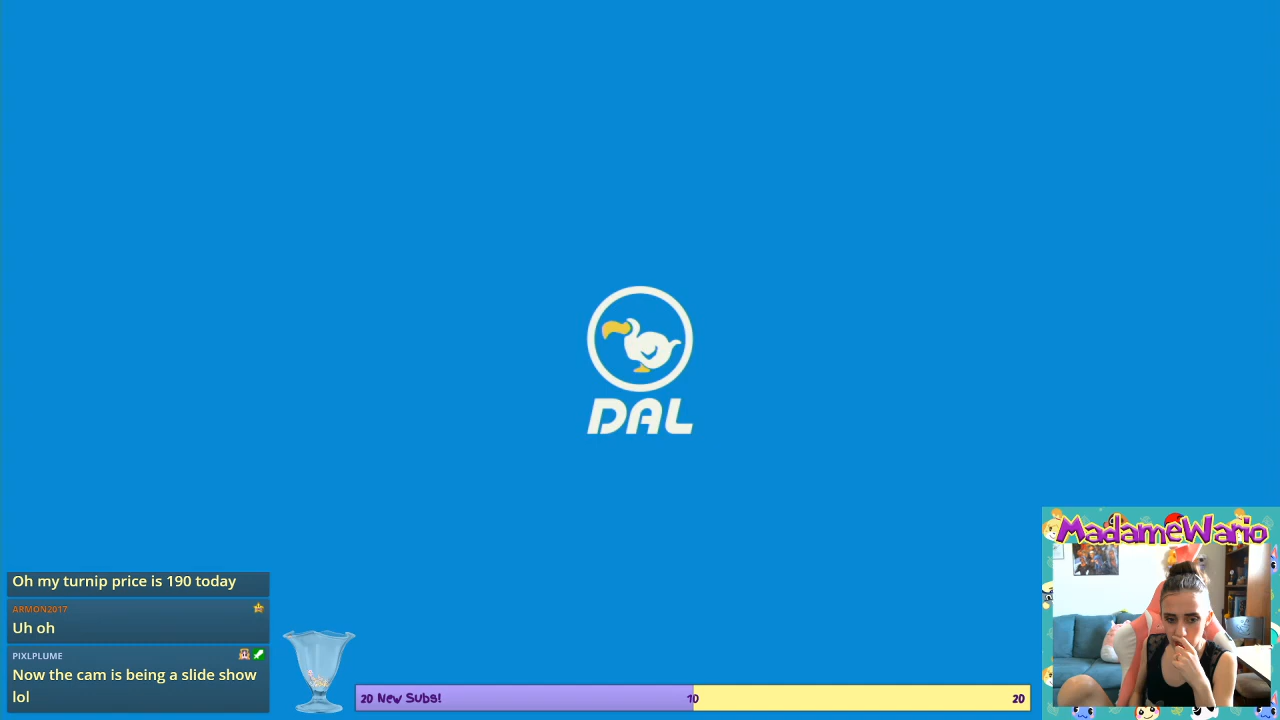 DAL
MadameWario
Oh my turnip price is 190 today
ARMON2017
Uh oh
PIXLPLUME
Now the cam is being a slide show
lol
20 New Subs! 10 20